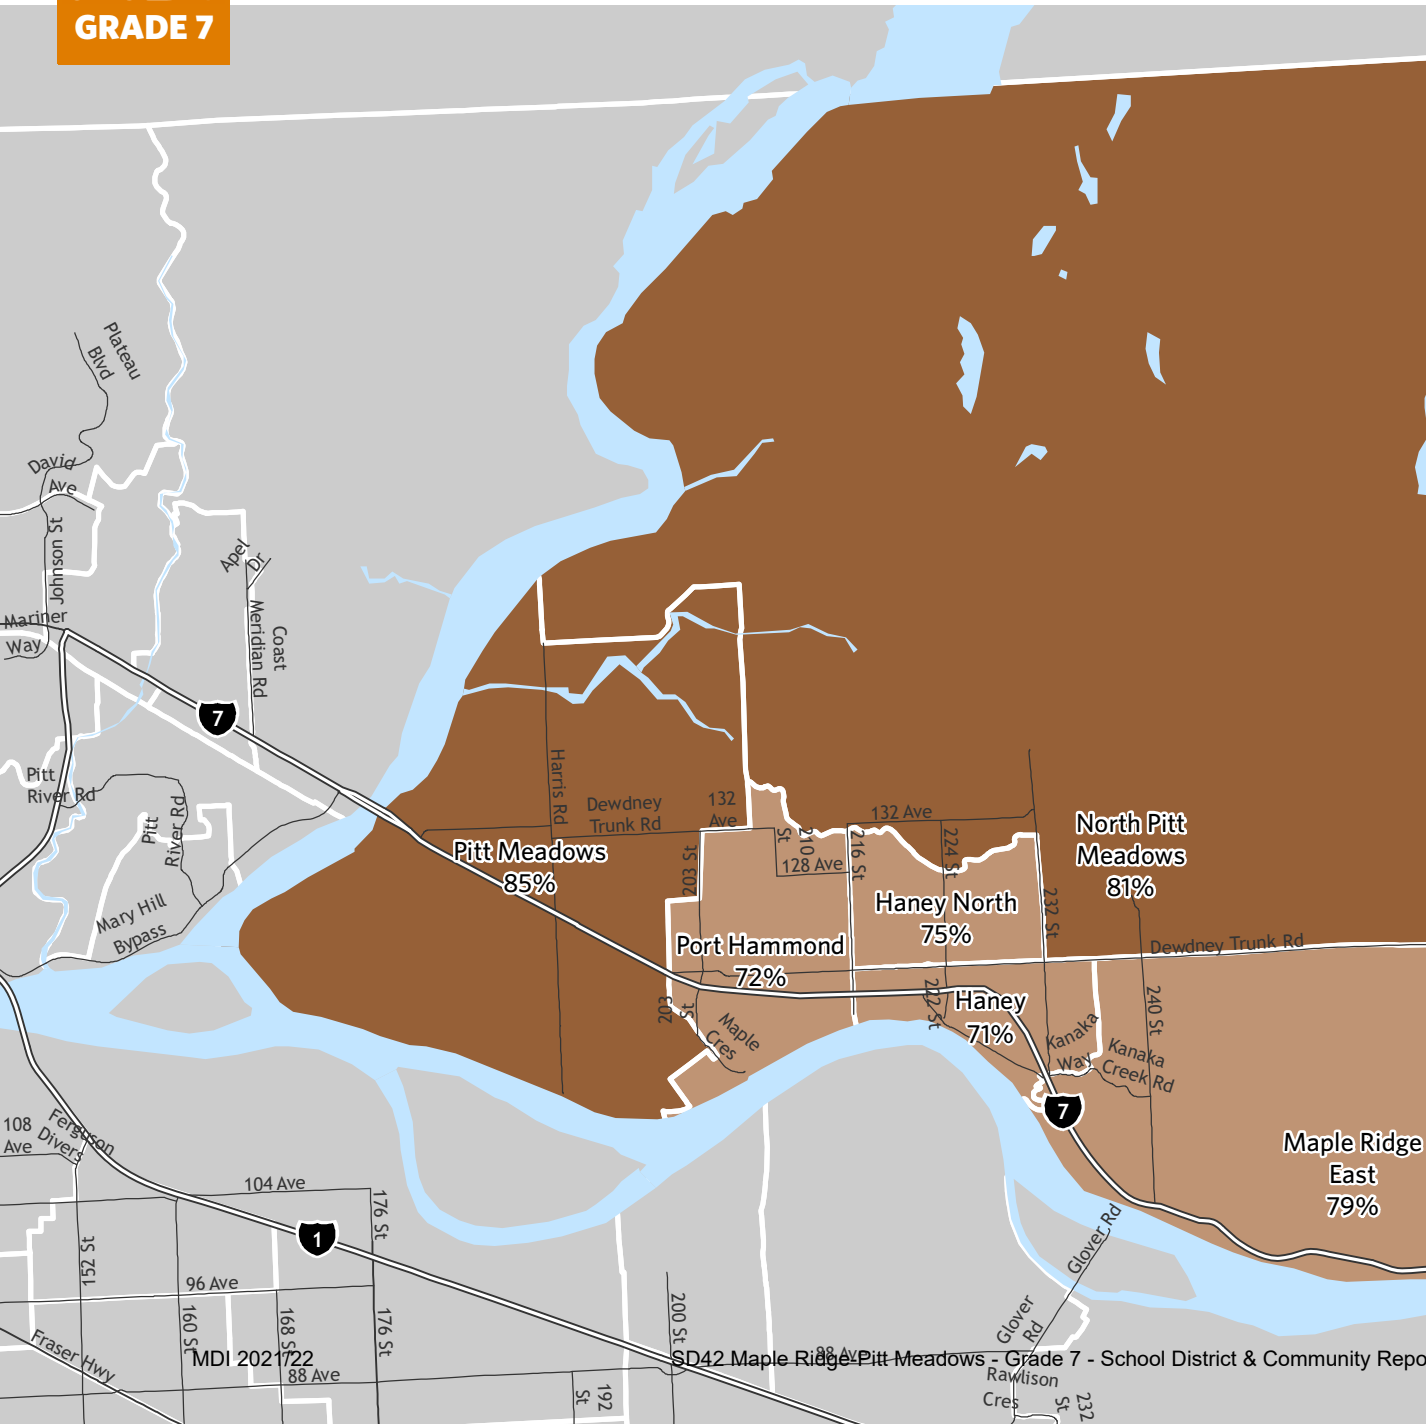 GRADE 7
Plateau
Blvd
David
Ave
Johnson St
Apel
Dr
Mariner
Way
Coast
Meridian Rd
7
Pitt
River Rd
Pitt
River Rd
Mary Hill
Bypass
Harris Rd
Dewdney
Trunk Rd
132
Ave
210
St
132 Ave
128 Ave
216 St
224 St
203 St
Pitt Meadows
85%
North Pitt
Meadows
81%
Haney North
75%
232 St
Port Hammond
72%
Dewdney Trunk Rd
203
St
Maple
Cres
222 St
Haney
71%
Kanaka
Way
Kanaka
Creek Rd
240 St
7
Maple Ridge
East
79%
108
Ave
Ferguson
Divers
104 Ave
176 St
1
152 St
96 Ave
160 St
168 St
176 St
200 St
Glover Rd
Glover
Rd
Fraser Hwy
88 Ave
88 Ave
192
St
Rawlison
Cres
232
St
MDI 2021/22
SD42 Maple Ridge-Pitt Meadows - Grade 7 - School District & Community Repo